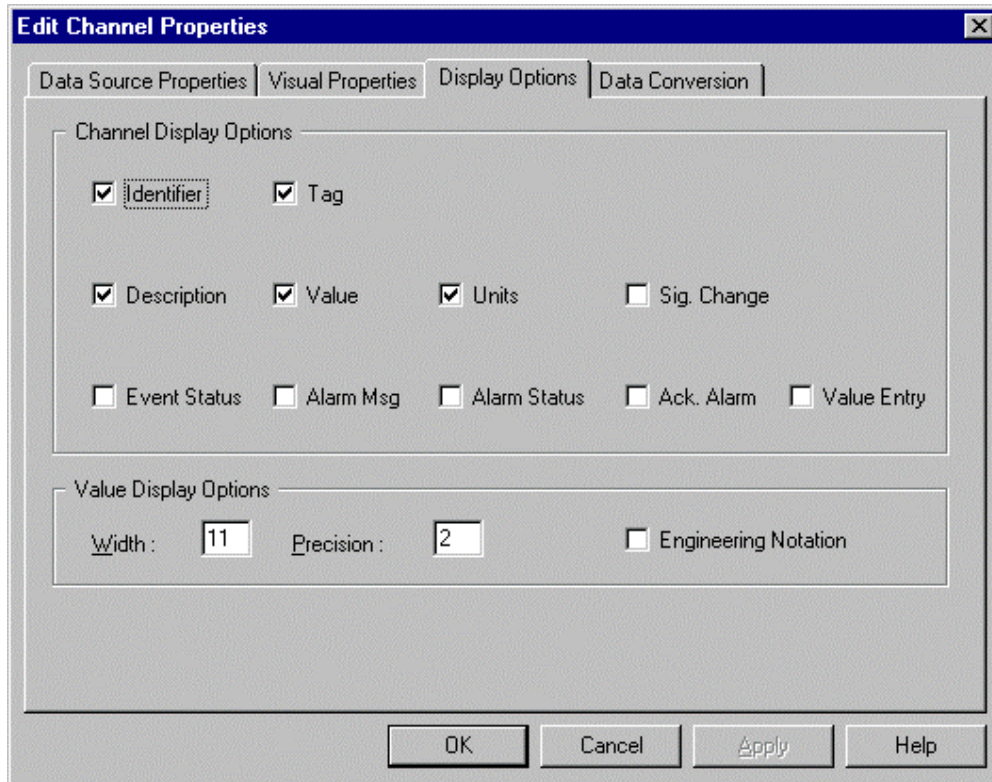 Edit Channel Properties
Data Source Properties Visual Properties Display Options Data Conversion
Channel Display Options
Identifier Tag
Description Value Units Sig. Change
Event Status Alarm Msg Alarm Status Ack. Alarm Value Entry
Value Display Options
Width : 11 Precision : 2 Engineering Notation
OK Cancel Apply Help